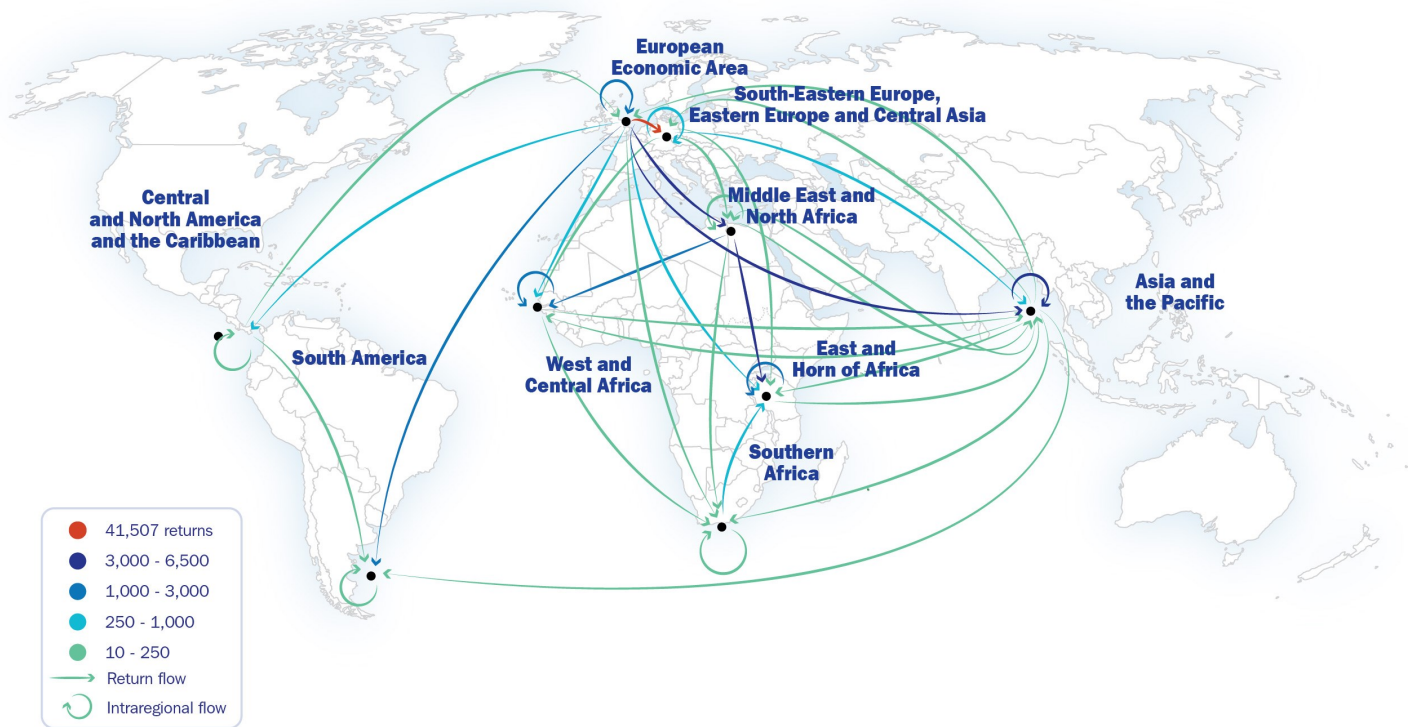 European
Economic Area
South-Eastern Europe,
Eastern Europe and Central Asia
Central
and North America
and the Caribbean
Middle East and
North Africa
Asia and
the Pacific
South America
West and
Central Africa
East and
Horn of Africa
Southern
Africa
41,507 returns
3,000 - 6,500
1,000 - 3,000
250 - 1,000
10 - 250
Return flow
Intraregional flow